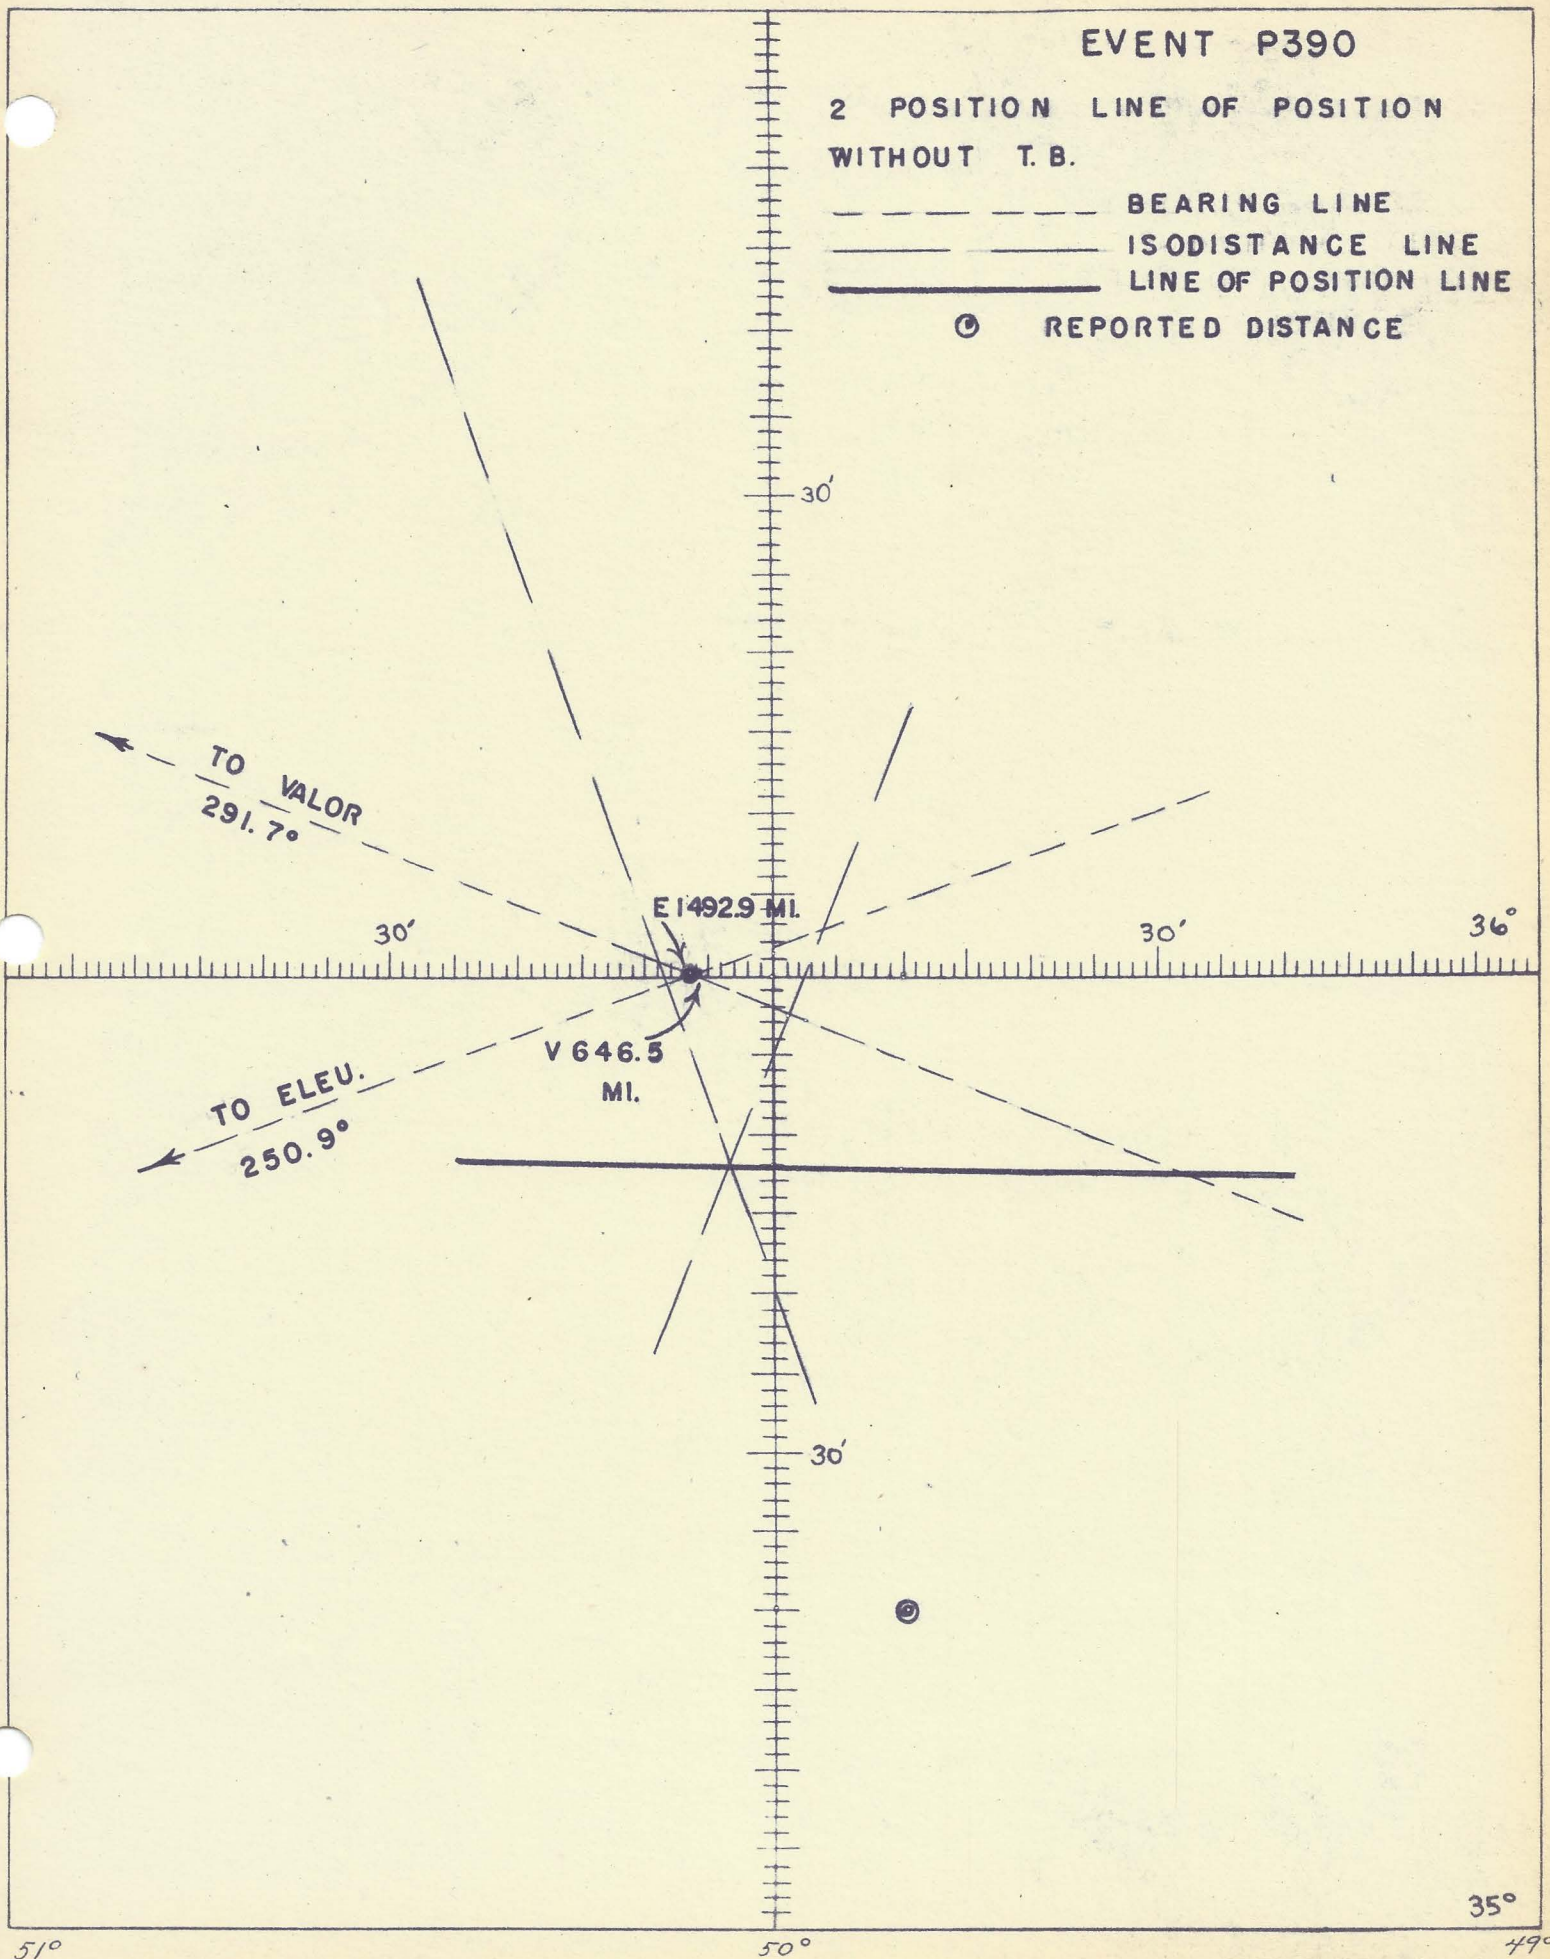 EVENT P390
2 POSITION LINE OF POSITION
WITHOUT T.B.
BEARING LINE
ISODISTANCE LINE
LINE OF POSITION LINE
REPORTED DISTANCE
30'
TO VALOR
291.7°
E 1492.9 MI.
30'
30'
36°
V 646.5
MI.
TO ELEU.
250.9°
30'
35°
51°
50°
49°